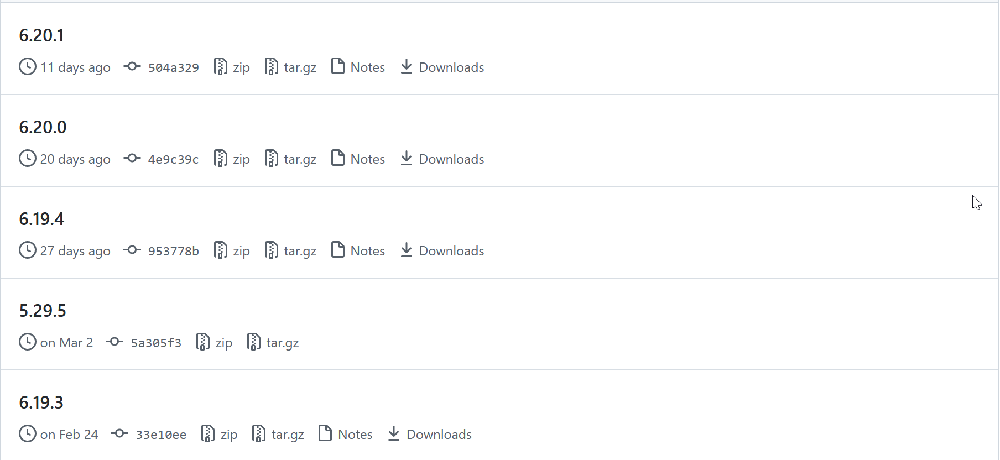 6.20.1
11 days ago 504a329 zip tar.gz Notes Downloads
6.20.0
20 days ago 4e9c39c zip tar.gz Notes Downloads
6.19.4
27 days ago 953778b zip tar.gz Notes Downloads
5.29.5
on Mar 2 5a305f3 zip tar.gz
6.19.3
on Feb 24 33e10ee zip tar.gz Notes Downloads